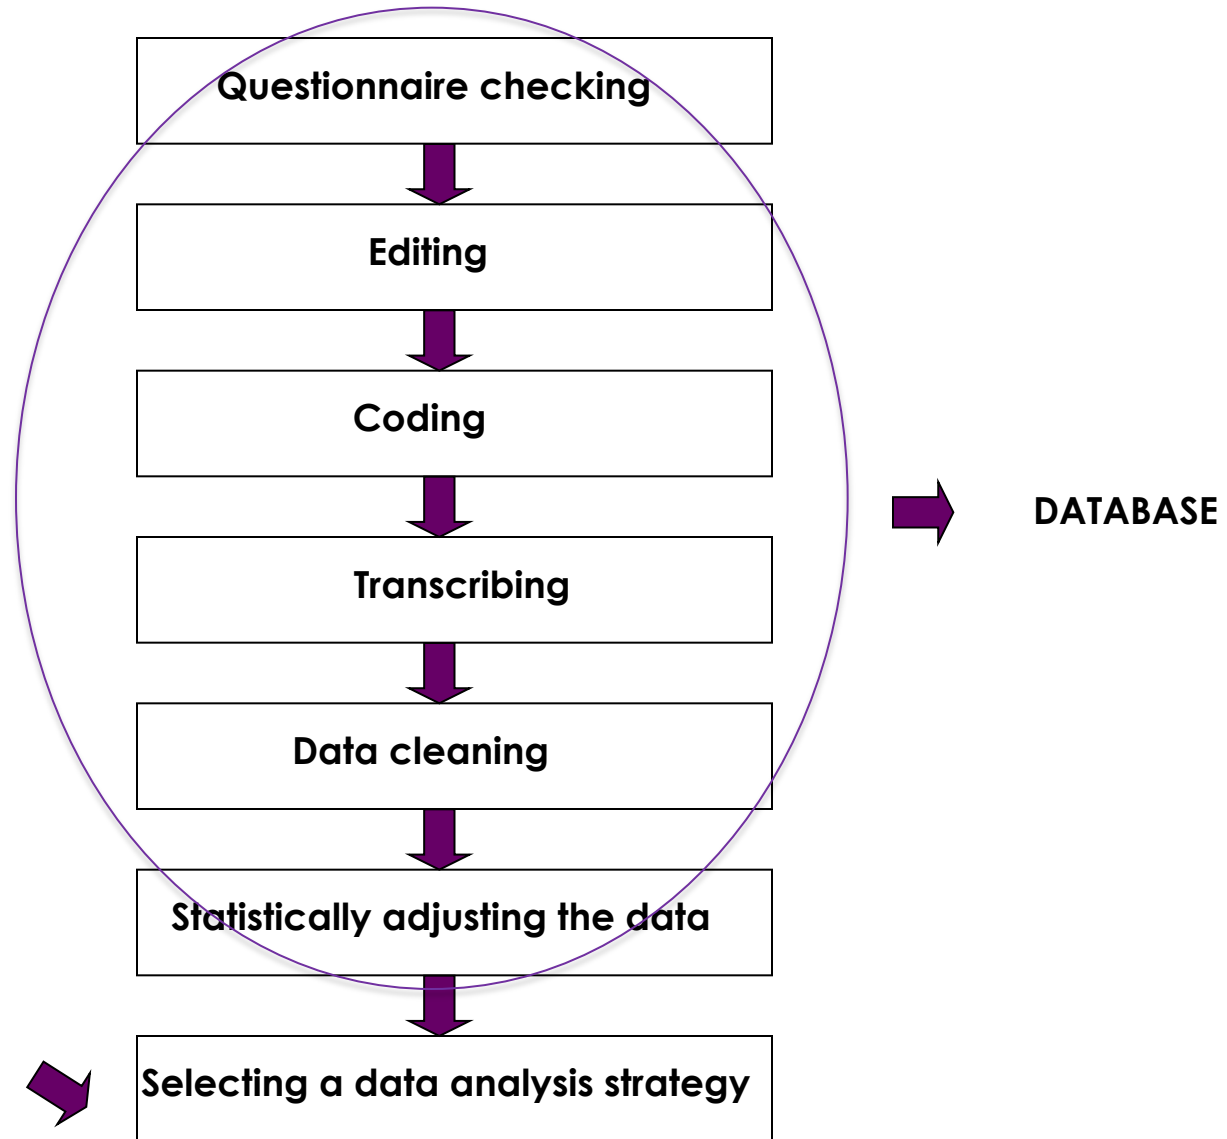 Questionnaire checking
Editing
Coding
DATABASE
Transcribing
Data cleaning
Statistically adjusting the data
Selecting a data analysis strategy